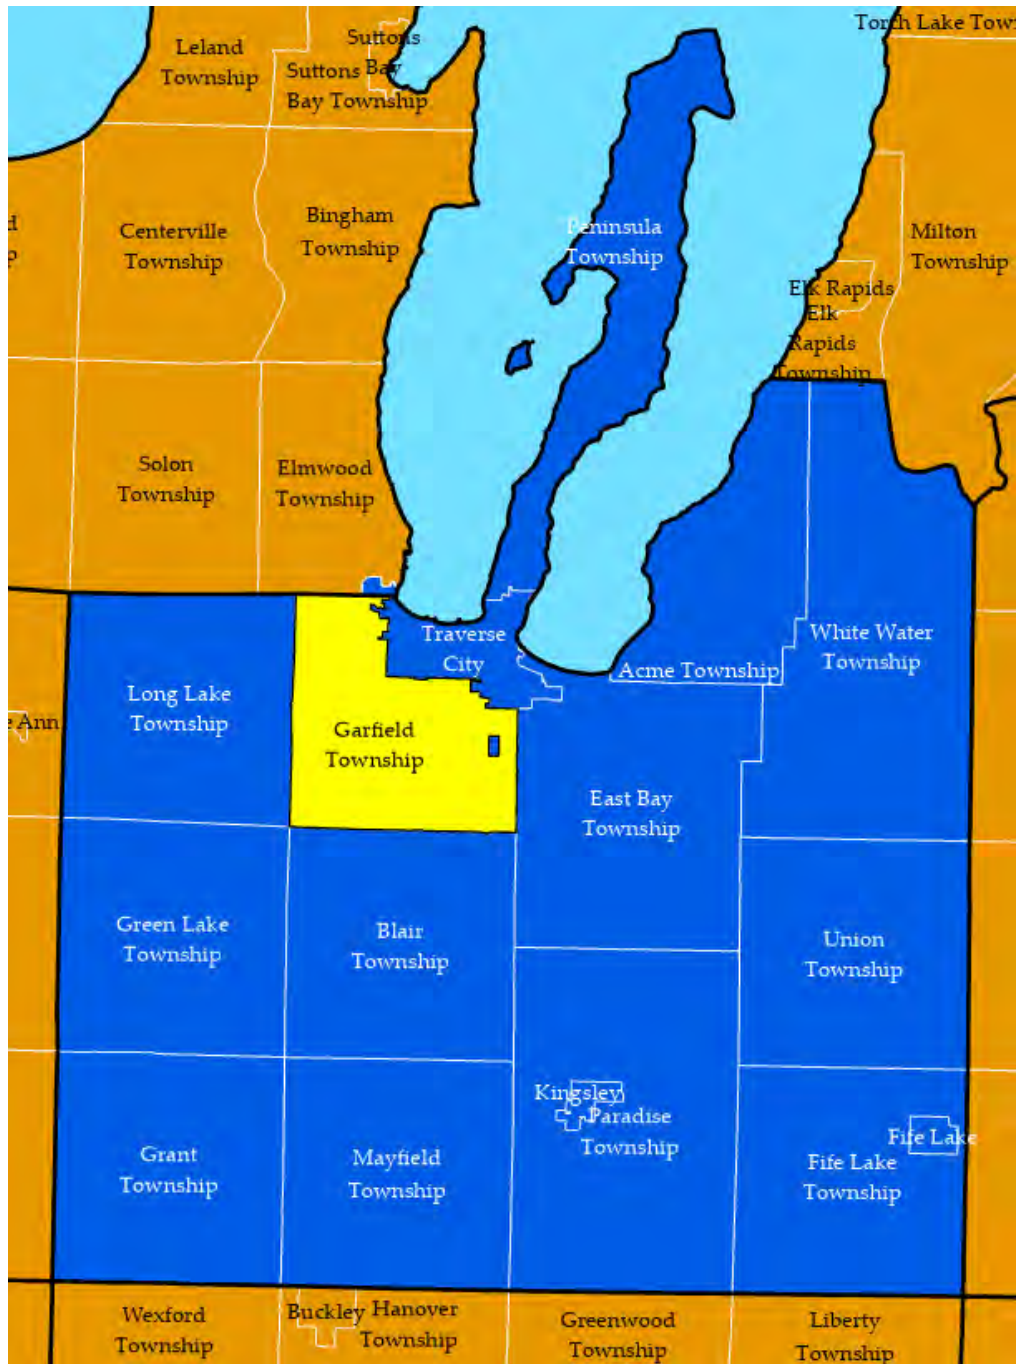 Leland
Township
Suttons
Bay
Suttons
Bay Township
Torch Lake Town
d
p
Centerville
Township
Bingham
Township
Peninsula
Township
Milton
Township
Elk Rapids
Elk
Rapids
Township
Solon
Township
Elmwood
Township
Traverse
City
White Water
Township
Acme Township
Long Lake
Township
e Ann
Garfield
Township
East Bay
Township
Green Lake
Township
Blair
Township
Union
Township
Kingsley
Paradise
Township
Fife Lake
Grant
Township
Mayfield
Township
Fife Lake
Township
Wexford
Township
Buckley
Hanover
Township
Greenwood
Township
Liberty
Township